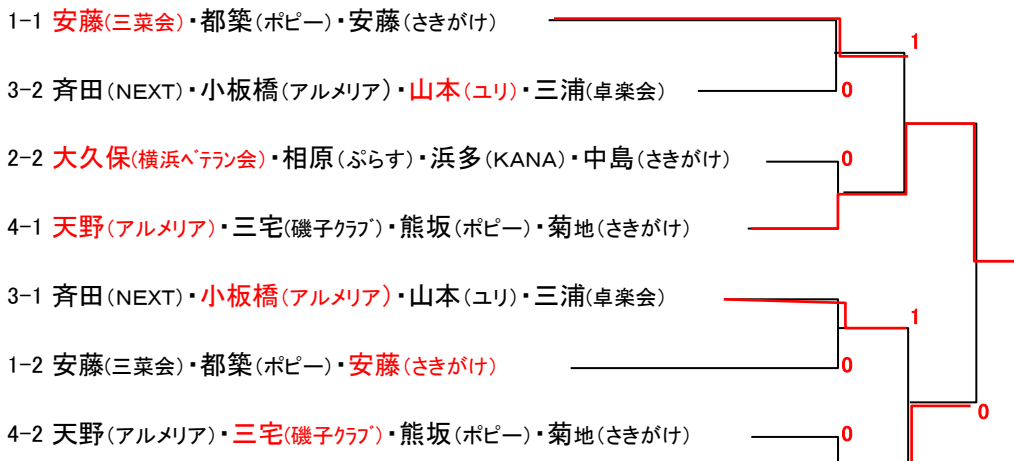 1-1 安藤(三菜会)・都築(ポピー)・安藤(さきがけ)
1
3-2 斉田(NEXT)・小板橋(アルメリア)・山本(ユリ)・三浦(卓楽会)
0
2-2 大久保(横浜ベテラン会)・相原(ぷらす)・浜多(KANA)・中島(さきがけ)
0
4-1 天野(アルメリア)・三宅(磯子クラブ)・熊坂(ポピー)・菊地(さきがけ)
3-1 斉田(NEXT)・小板橋(アルメリア)・山本(ユリ)・三浦(卓楽会)
1
1-2 安藤(三菜会)・都築(ポピー)・安藤(さきがけ)
0
0
4-2 天野(アルメリア)・三宅(磯子クラブ)・熊坂(ポピー)・菊地(さきがけ)
0